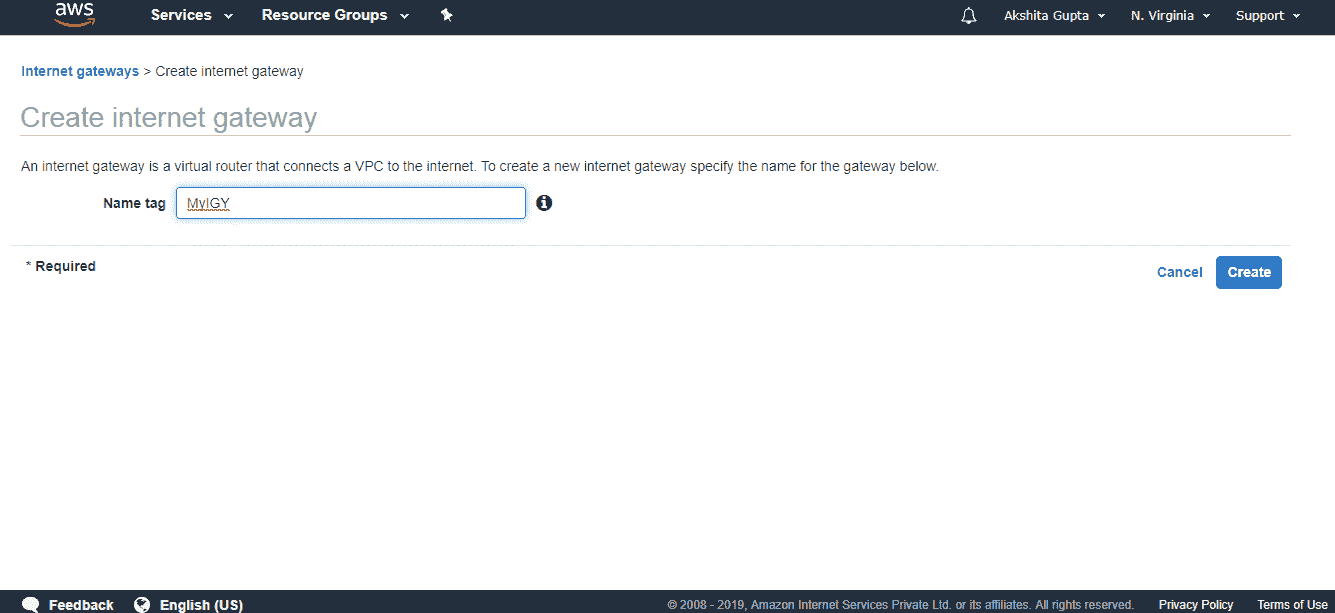 aws Services Resource Groups Akshita Gupta N. Virginia Support
Internet gateways > Create internet gateway
Create internet gateway
An internet gateway is a virtual router that connects a VPC to the internet. To create a new internet gateway specify the name for the gateway below.
Name tag MyIGY
* Required Cancel Create
Feedback English (US) © 2008 - 2019, Amazon Internet Services Private Ltd. or its affiliates. All rights reserved. Privacy Policy Terms of Use